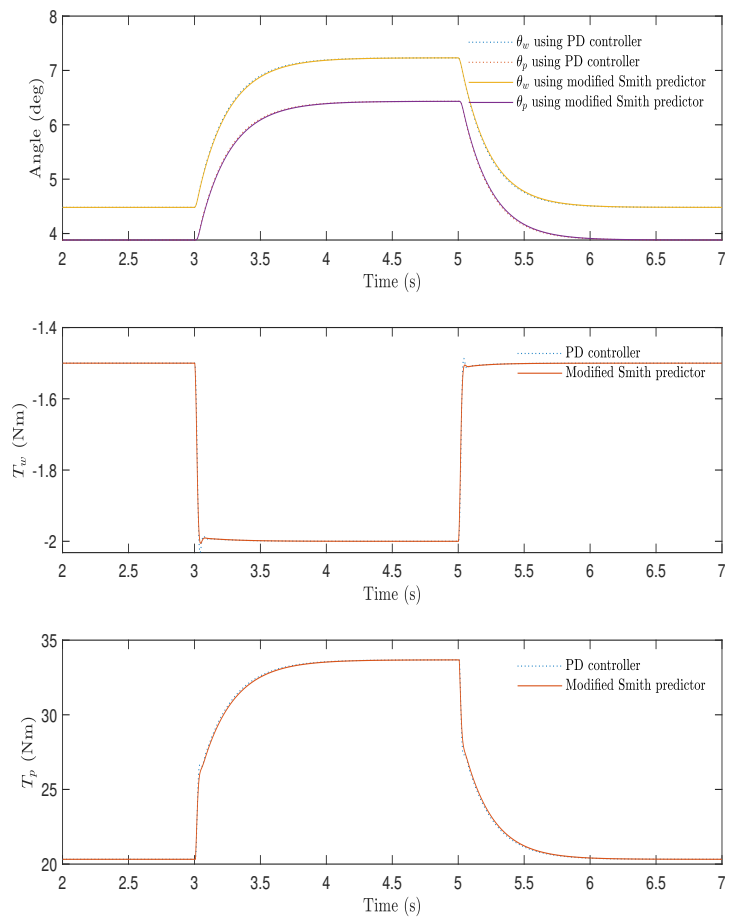 8
7
6
5
4
Angle (deg)
θw using PD controller
θp using PD controller
θw using modified Smith predictor
θp using modified Smith predictor
2 2.5 3 3.5 4 4.5 5 5.5 6 6.5 7
Time (s)
-1.4
-1.6
-1.8
-2
Tw (Nm)
PD controller
Modified Smith predictor
2 2.5 3 3.5 4 4.5 5 5.5 6 6.5 7
Time (s)
35
30
25
20
Tp (Nm)
PD controller
Modified Smith predictor
2 2.5 3 3.5 4 4.5 5 5.5 6 6.5 7
Time (s)